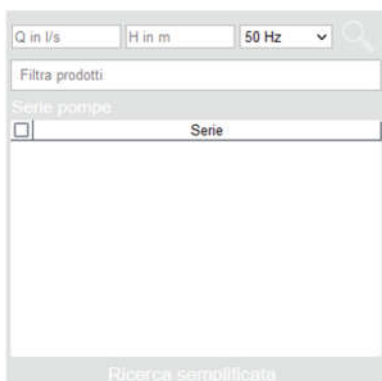 Q in l/s H in m 50 Hz
Filtra prodotti
Serie pompe
Serie
Ricerca semplificata